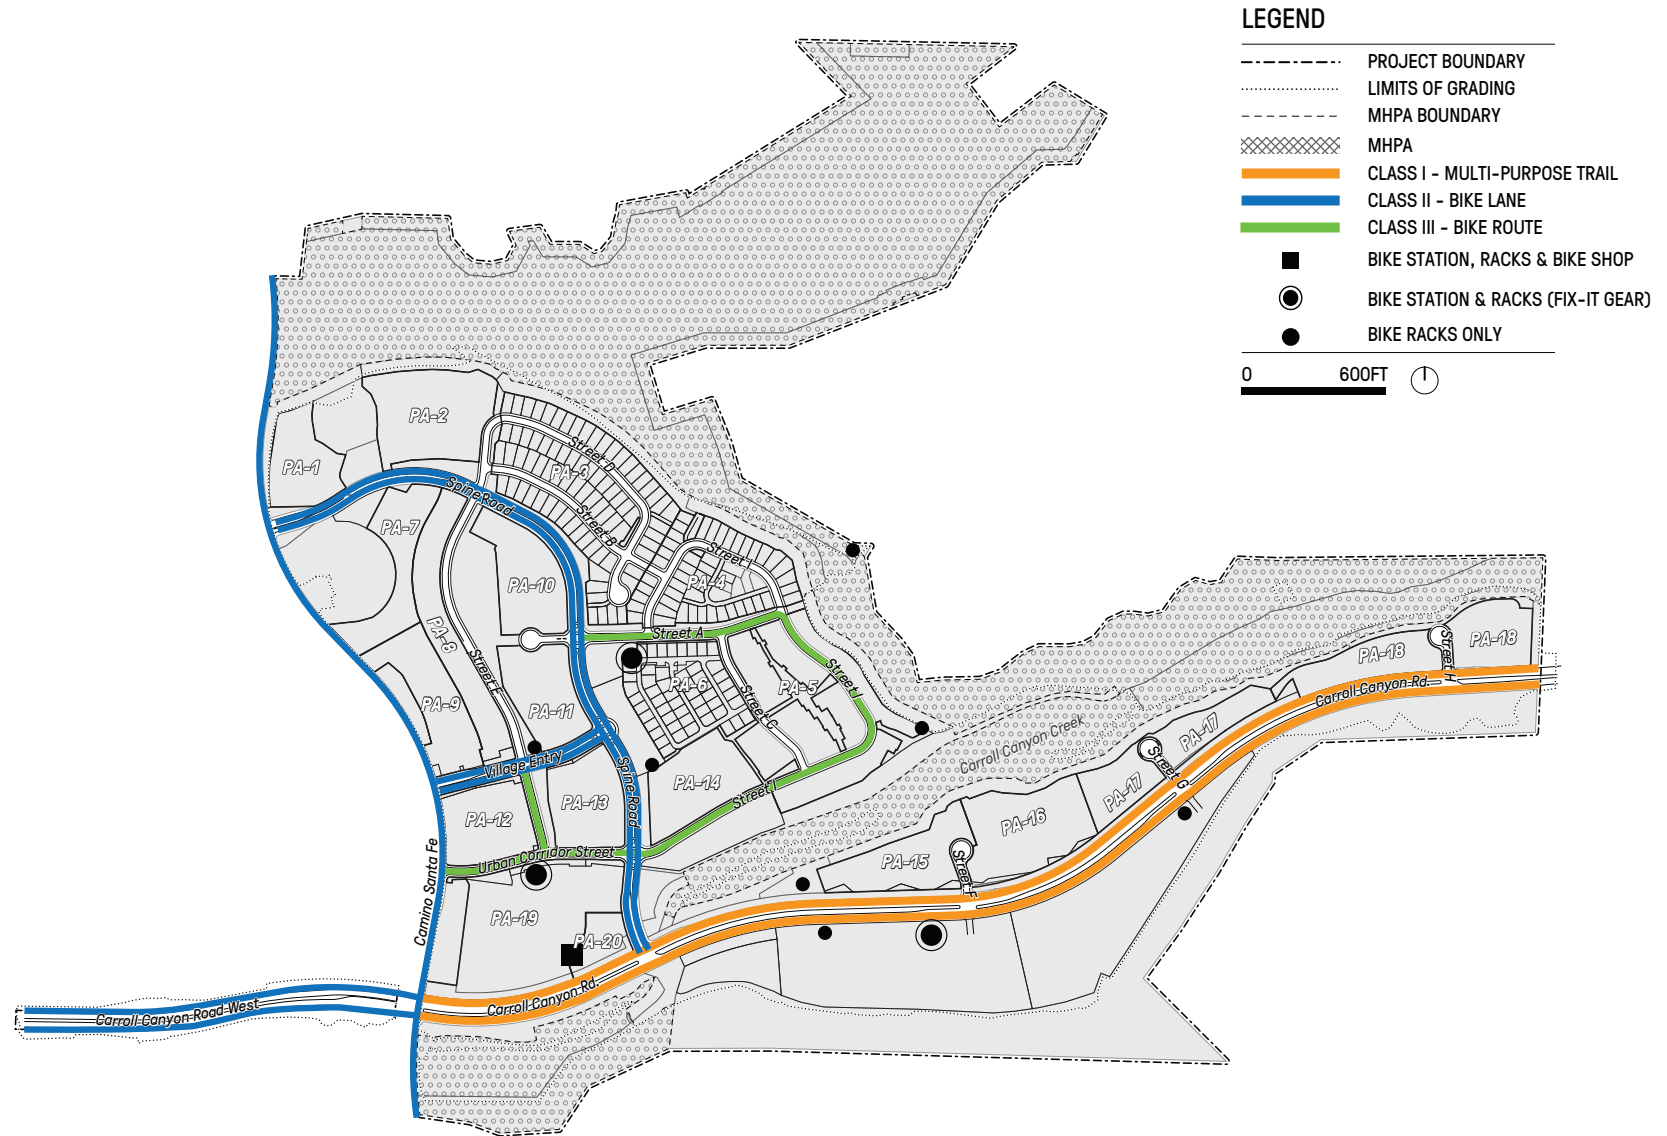 LEGEND
PROJECT BOUNDARY
LIMITS OF GRADING
MHPA BOUNDARY
MHPA
CLASS I - MULTI-PURPOSE TRAIL
CLASS II - BIKE LANE
CLASS III - BIKE ROUTE
BIKE STATION, RACKS & BIKE SHOP
BIKE STATION & RACKS (FIX-IT GEAR)
BIKE RACKS ONLY
0 600FT
PA-2
PA-1
Street D
PA-3
Spine Road
PA-7
Street B
Street I
PA-4
PA-10
Street A
PA-8
Street E
PA-6
PA-5
Street I
Street C
PA-9
PA-11
Village Entry
Spine Road
PA-14
Street I
PA-13
PA-12
Urban Corridor Street
Camino Santa Fe
PA-19
PA-20
Carroll Canyon Rd.
Carroll Canyon Road West
Carroll Canyon Creek
PA-15
Street F
PA-16
PA-17
Street G
PA-17
Carroll Canyon Rd.
PA-18
Street H
PA-18